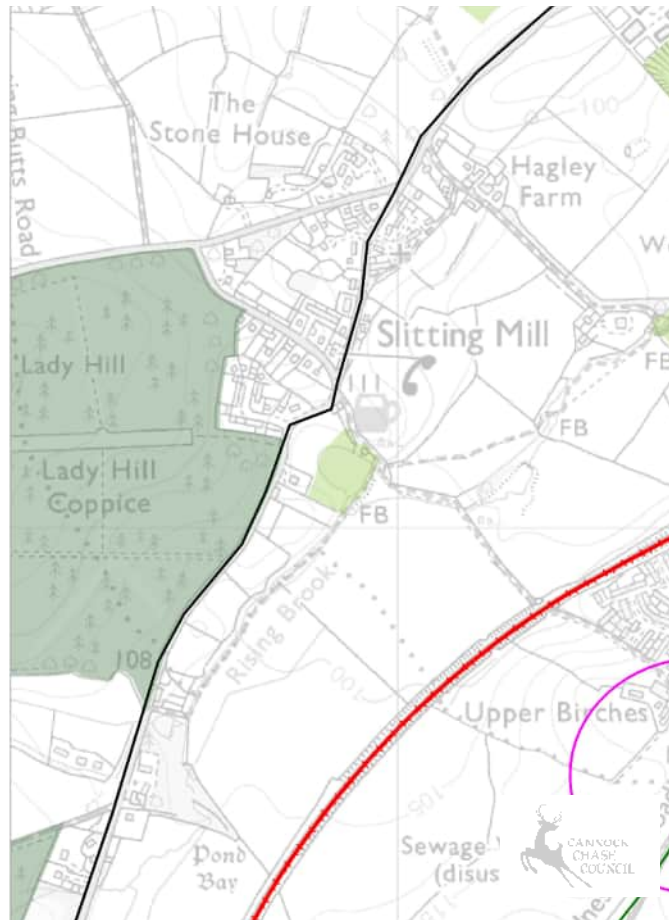 The
Stone House
100
Hagley
Farm
Butts Road
W
Slitting Mill
Lady Hill
111
FB
FB
Lady Hill
Coppice
FB
Rising Brook
108
100
Upper Birches
105
Sewage
(disus
Pond
Bay
CANNOCK
CHASE
COUNCIL